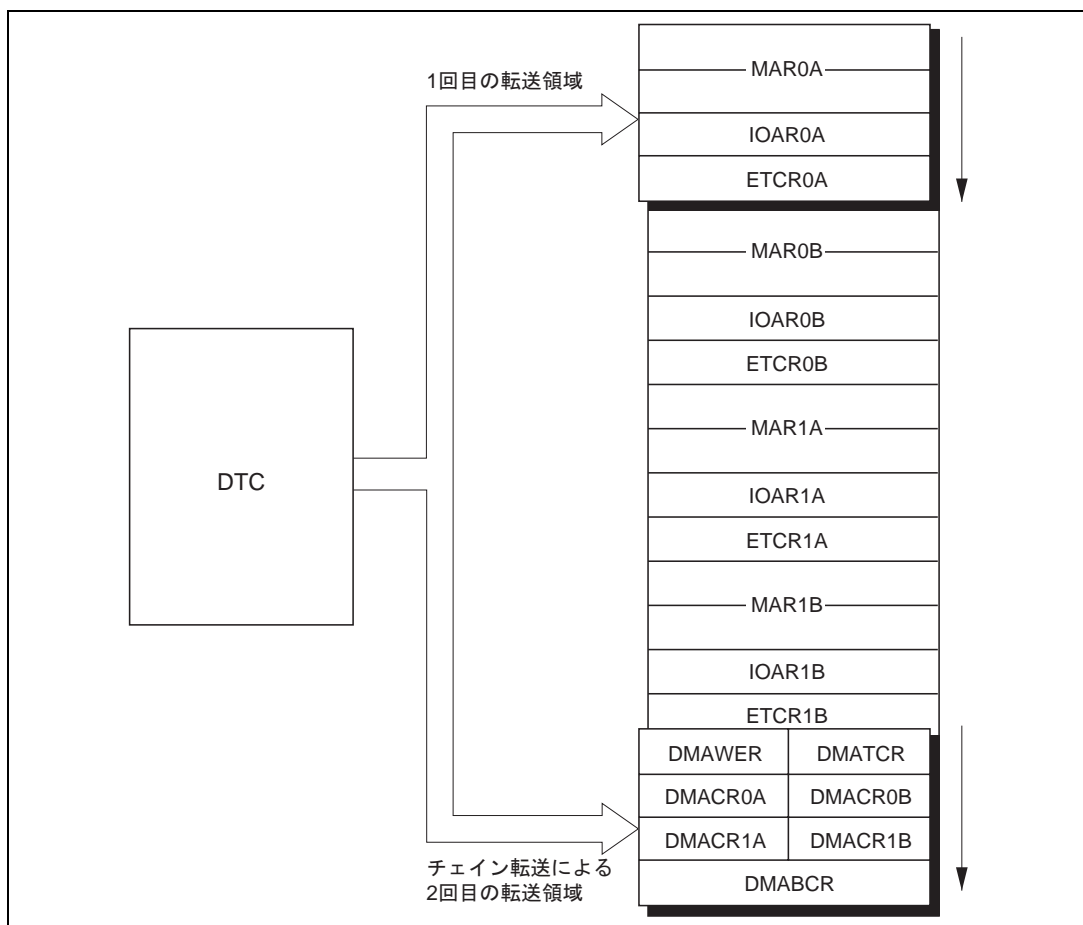 1回目の転送領域
MAR0A
IOAR0A
ETCR0A
MAR0B
IOAR0B
ETCR0B
MAR1A
IOAR1A
ETCR1A
MAR1B
IOAR1B
ETCR1B
DTC
DMAWER DMATCR
DMACR0A DMACR0B
DMACR1A DMACR1B
DMABCR
チェイン転送による
2回目の転送領域